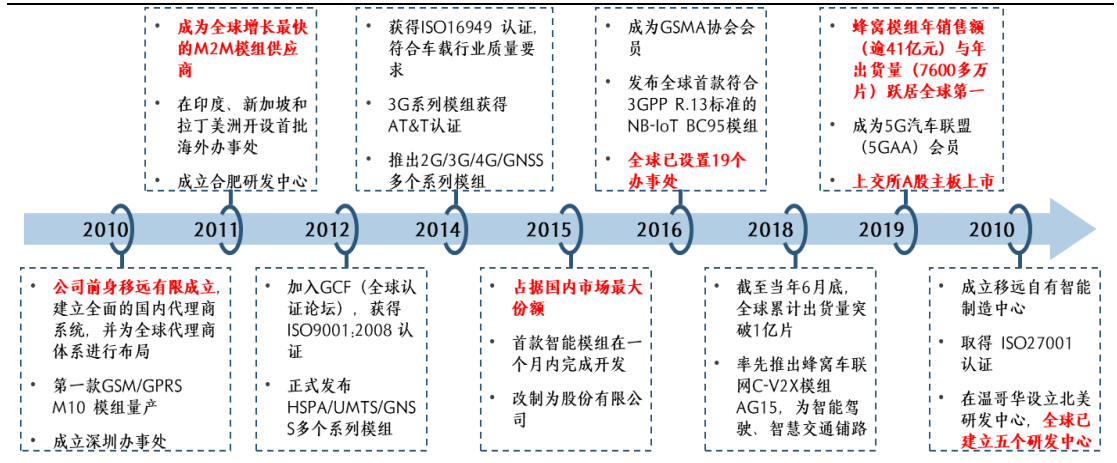 • 成为全球增长最快
的M2M模组供应
商
• 在印度、新加坡和
拉丁美洲开设首批
海外办事处
• 成立合肥研发中心
• 获得ISO16949 认证,
符合车载行业质量要
求
• 3G系列模组获得
AT&T认证
• 推出2G/3G/4G/GNSS
多个系列模组
• 成为GSMA协会会
员
• 发布全球首款符合
3GPP R.13标准的
NB-IoT BC95模组
• 全球已设置19个
办事处
• 蜂窝模组年销售额
（逾41亿元）与年
出货量（7600多万
片）跃居全球第一
• 成为5G汽车联盟
（5GAA）会员
• 上交所A股主板上市
2010 2011 2012 2014 2015 2016 2018 2019 2010
• 公司前身移远有限成立,
建立全面的国内代理商
系统，并为全球代理商
体系进行布局
• 第一款GSM/GPRS
M10 模组量产
• 成立深圳办事处
• 加入GCF（全球认
证论坛），获得
ISO9001:2008 认
证
• 正式发布
HSPA/UMTS/GNS
S多个系列模组
• 占据国内市场最大
份额
• 首款智能模组在一
个月内完成开发
• 改制为股份有限公
司
• 截至当年6月底，
全球累计出货量突
破1亿片
• 率先推出蜂窝车联
网C-V2X模组
AG15，为智能驾
驶、智慧交通铺路
• 成立移远自有智能
制造中心
• 取得 ISO27001
认证
• 在温哥华设立北美
研发中心，全球已
建立五个研发中心